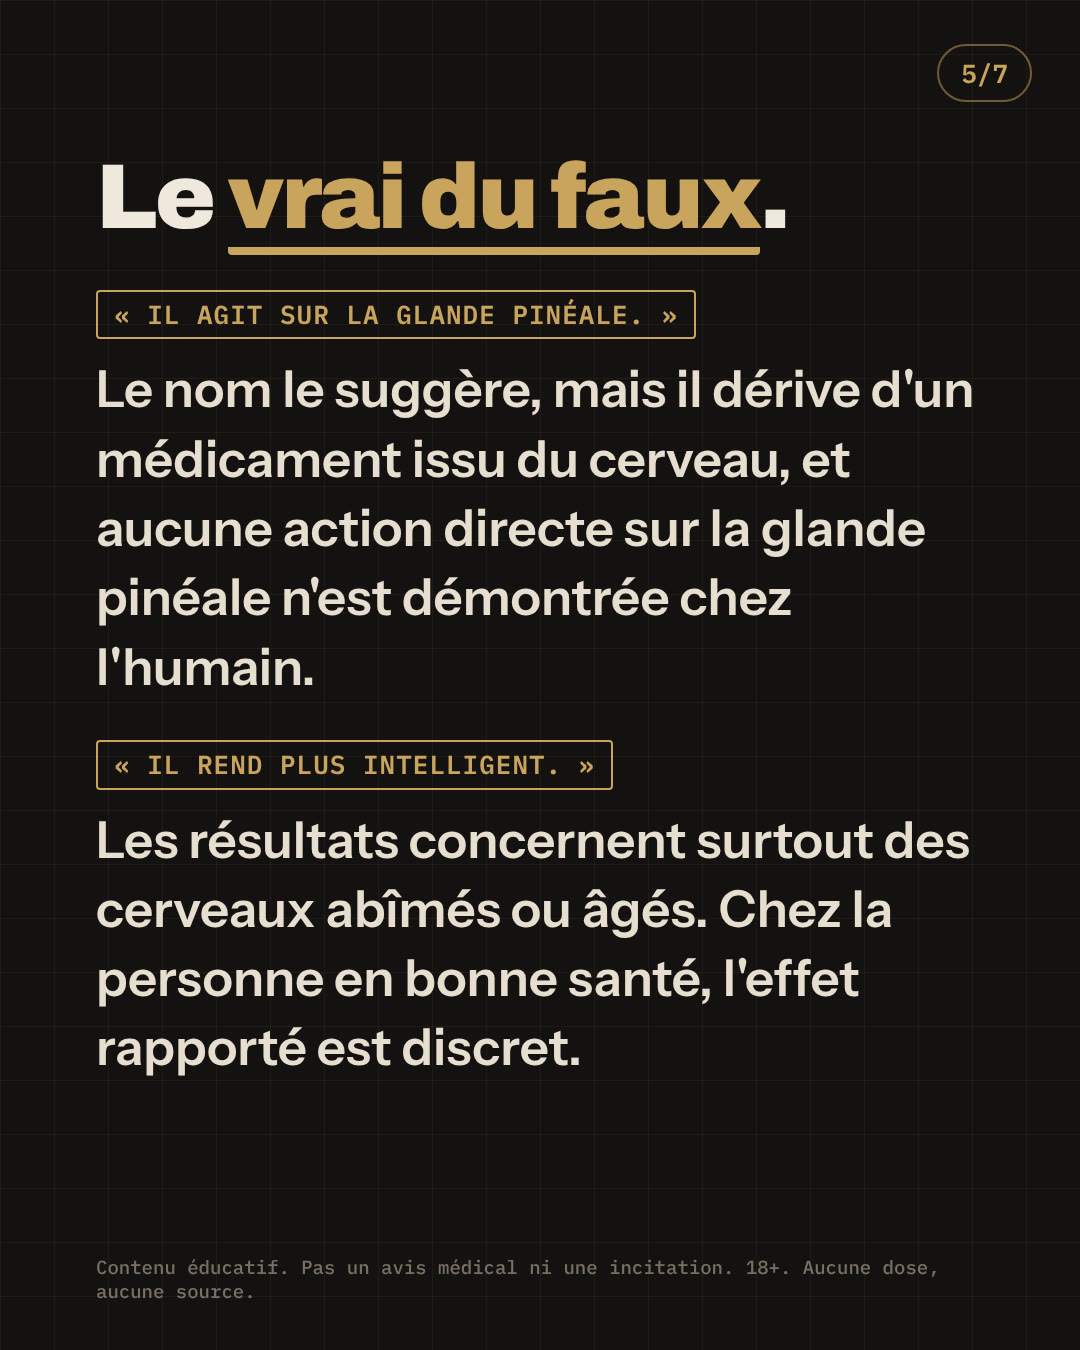 5/7
Le vrai du faux.
« IL AGIT SUR LA GLANDE PINÉALE. »
Le nom le suggère, mais il dérive d'un
médicament issu du cerveau, et
aucune action directe sur la glande
pinéale n'est démontrée chez
l'humain.
« IL REND PLUS INTELLIGENT. »
Les résultats concernent surtout des
cerveaux abîmés ou âgés. Chez la
personne en bonne santé, l'effet
rapporté est discret.
Contenu éducatif. Pas un avis médical ni une incitation. 18+. Aucune dose,
aucune source.